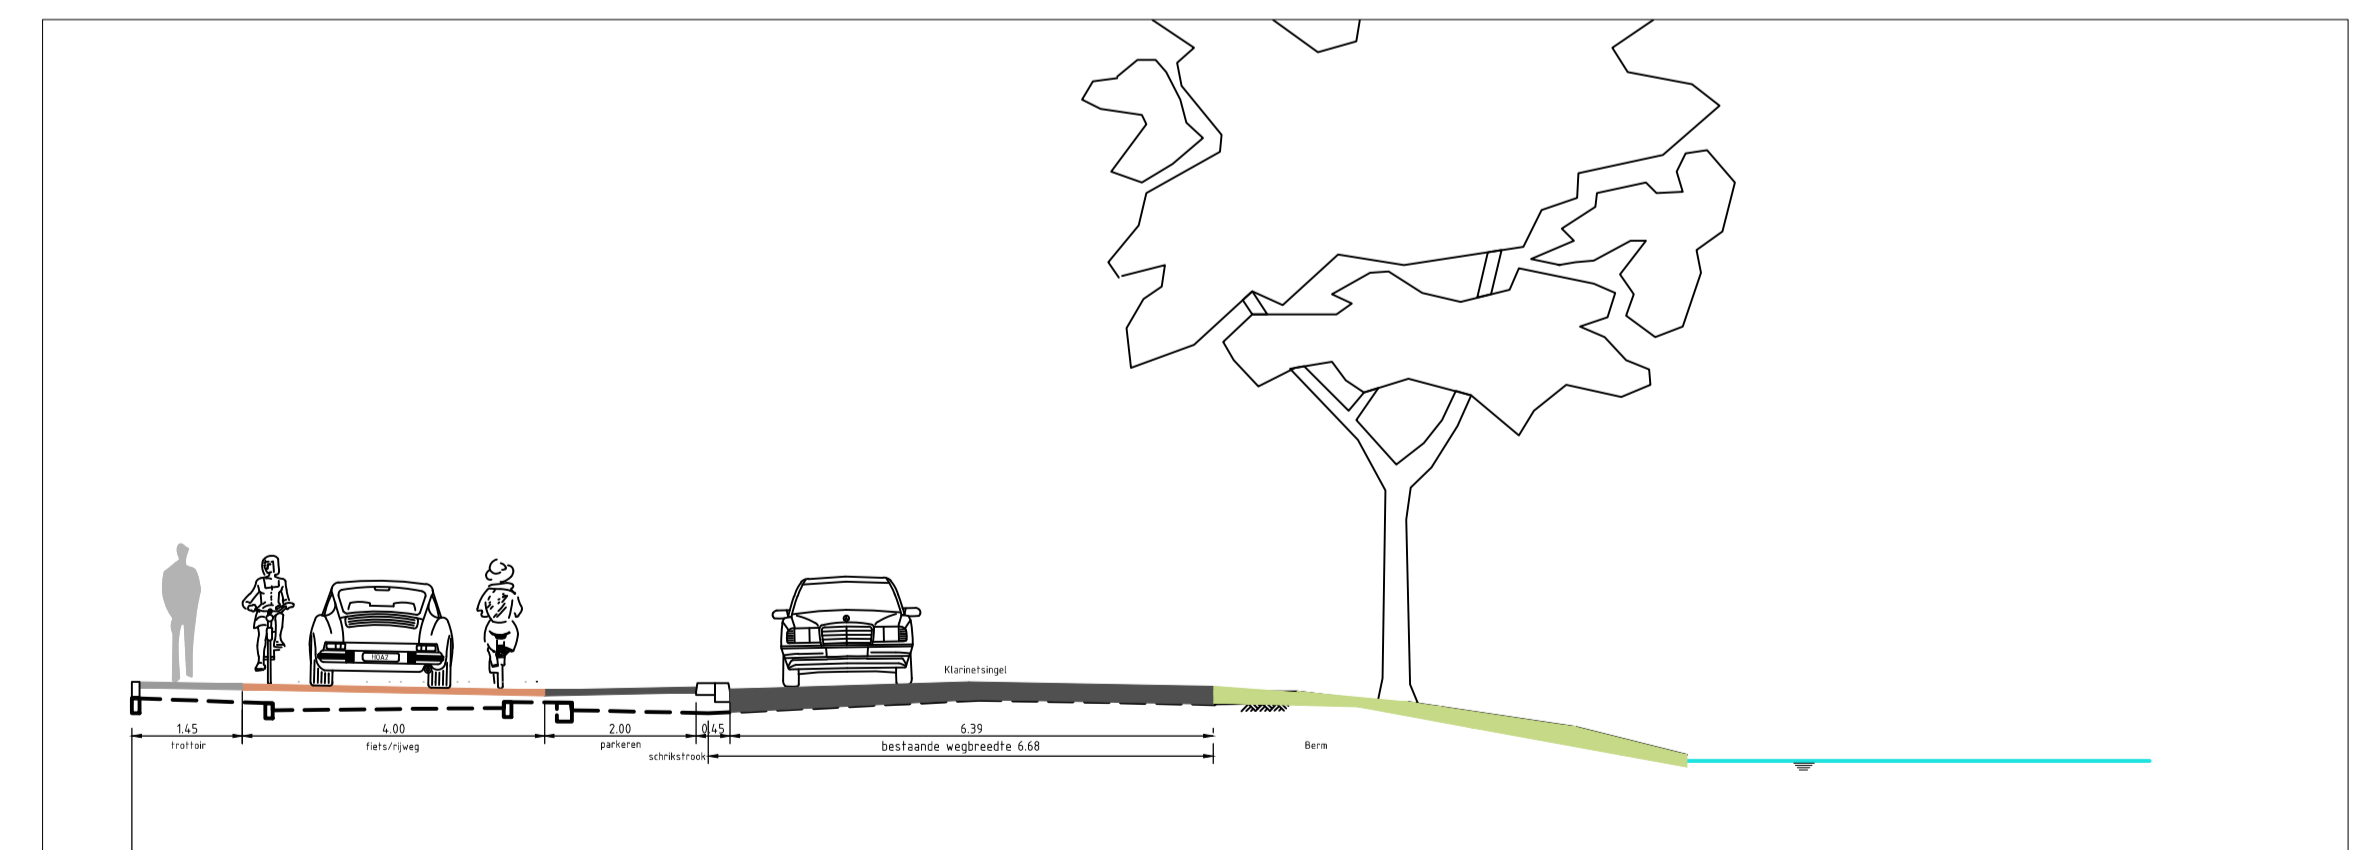 HOA2
Klarinetsingel
1.45
4.00
2.00
0.45
6.39
trottoir
fiets/rijweg
parkeren
schrikstrook
bestaande wegbreedte 6.68
Berm